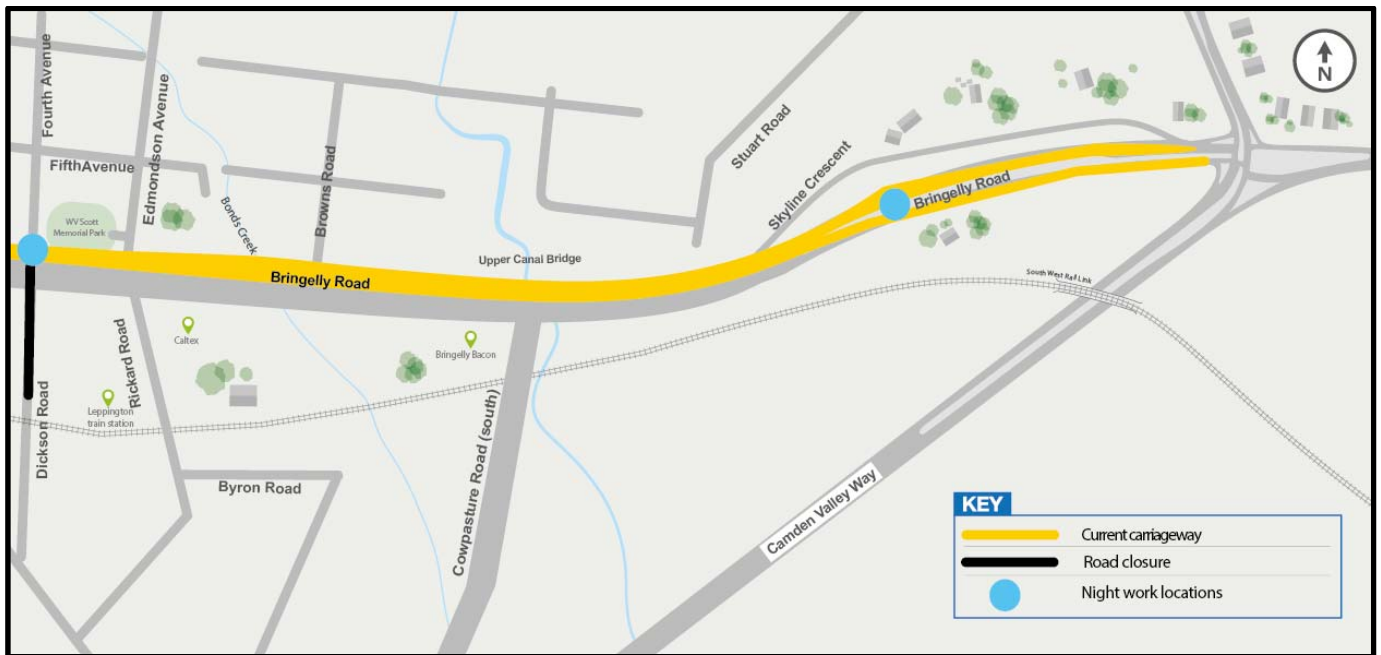 N
Fourth Avenue
Edmondson Avenue
FifthAvenue
WV Scott
Memorial Park
Bonds Creek
Browns Road
Stuart Road
Skyline Crescent
Bringelly Road
Upper Canal Bridge
Bringelly Road
South West Rail Link
Caltex
Bringelly Bacon
Rickard Road
Leppington
train station
Dickson Road
Byron Road
Cowpasture Road (south)
Camden Valley Way
KEY
Current carriageway
Road closure
Night work locations